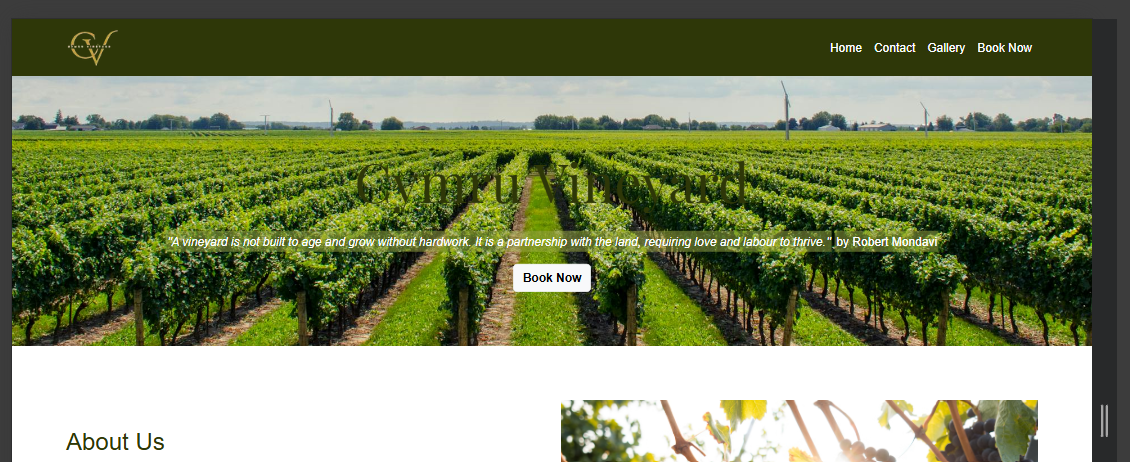 GV
Home Contact Gallery Book Now
Cymru Vineyard
"A vineyard is not built to age and grow without hardwork. It is a partnership with the land, requiring love and labour to thrive." by Robert Mondavi
Book Now
About Us